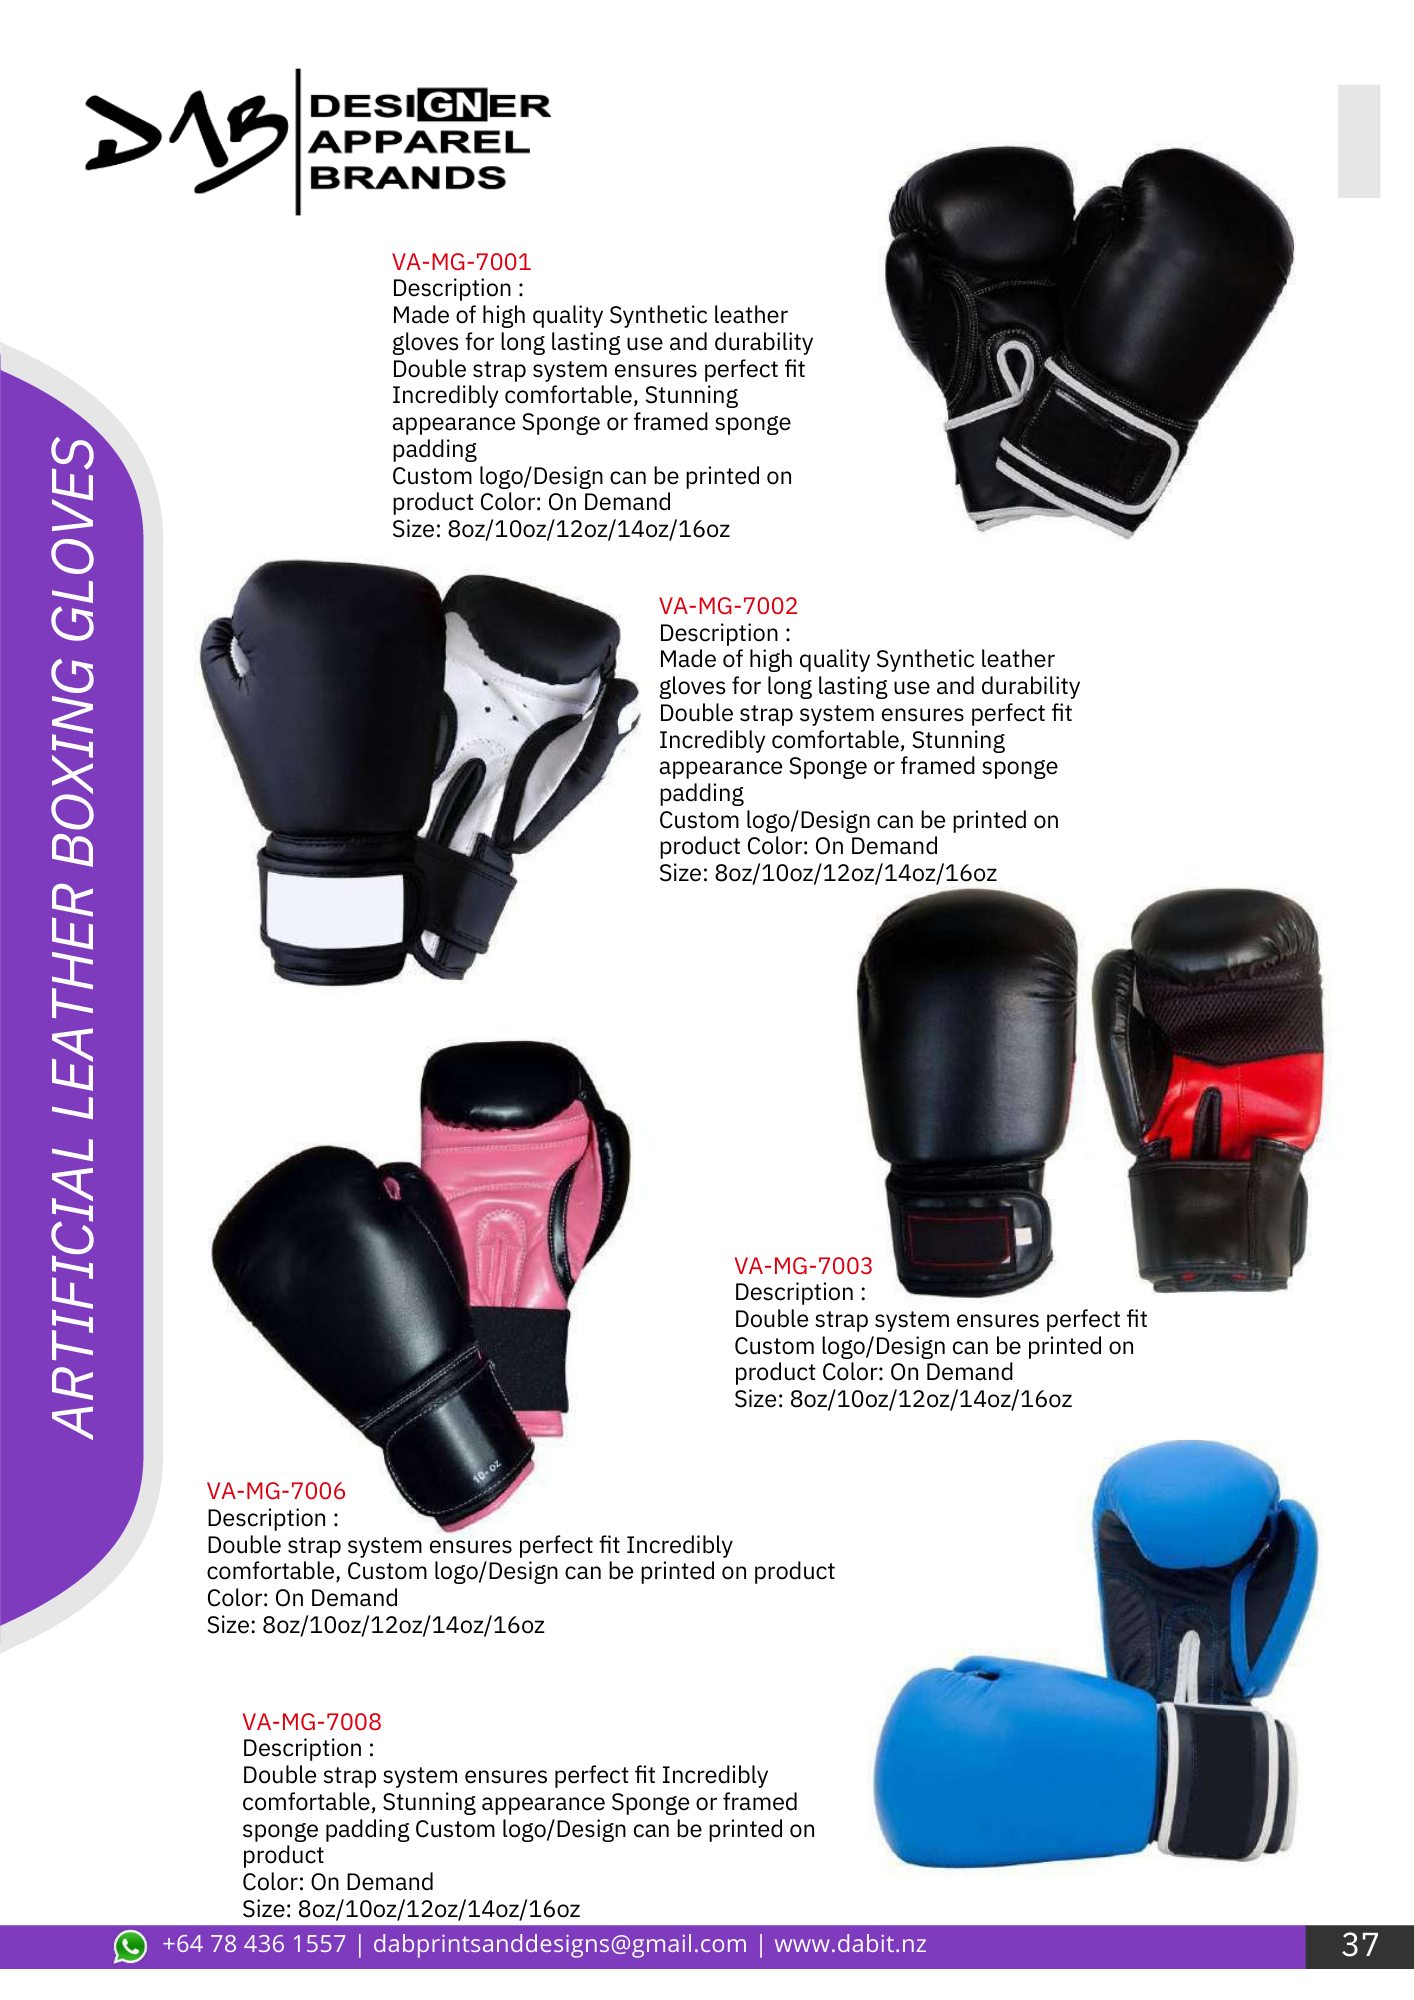 DAB
DESIGNER
APPAREL
BRANDS
VA-MG-7001
Description :
Made of high quality Synthetic leather
gloves for long lasting use and durability
Double strap system ensures perfect fit
Incredibly comfortable, Stunning
appearance Sponge or framed sponge
padding
Custom logo/Design can be printed on
product Color: On Demand
Size: 8oz/10oz/12oz/14oz/16oz
ARTIFICIAL LEATHER BOXING GLOVES
VA-MG-7002
Description :
Made of high quality Synthetic leather
gloves for long lasting use and durability
Double strap system ensures perfect fit
Incredibly comfortable, Stunning
appearance Sponge or framed sponge
padding
Custom logo/Design can be printed on
product Color: On Demand
Size: 8oz/10oz/12oz/14oz/16oz
VA-MG-7003
Description :
Double strap system ensures perfect fit
Custom logo/Design can be printed on
product Color: On Demand
Size: 8oz/10oz/12oz/14oz/16oz
10-oz
VA-MG-7006
Description :
Double strap system ensures perfect fit Incredibly
comfortable, Custom logo/Design can be printed on product
Color: On Demand
Size: 8oz/10oz/12oz/14oz/16oz
VA-MG-7008
Description :
Double strap system ensures perfect fit Incredibly
comfortable, Stunning appearance Sponge or framed
sponge padding Custom logo/Design can be printed on
product
Color: On Demand
Size: 8oz/10oz/12oz/14oz/16oz
+64 78 436 1557 | dabprintsanddesigns@gmail.com | www.dabit.nz
37